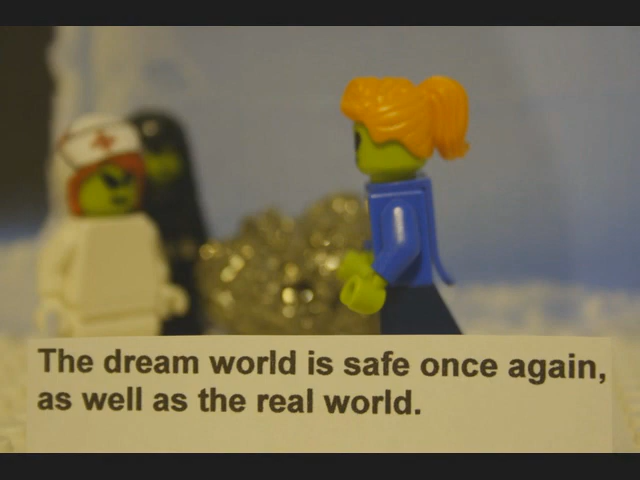 The dream world is safe once again,
as well as the real world.